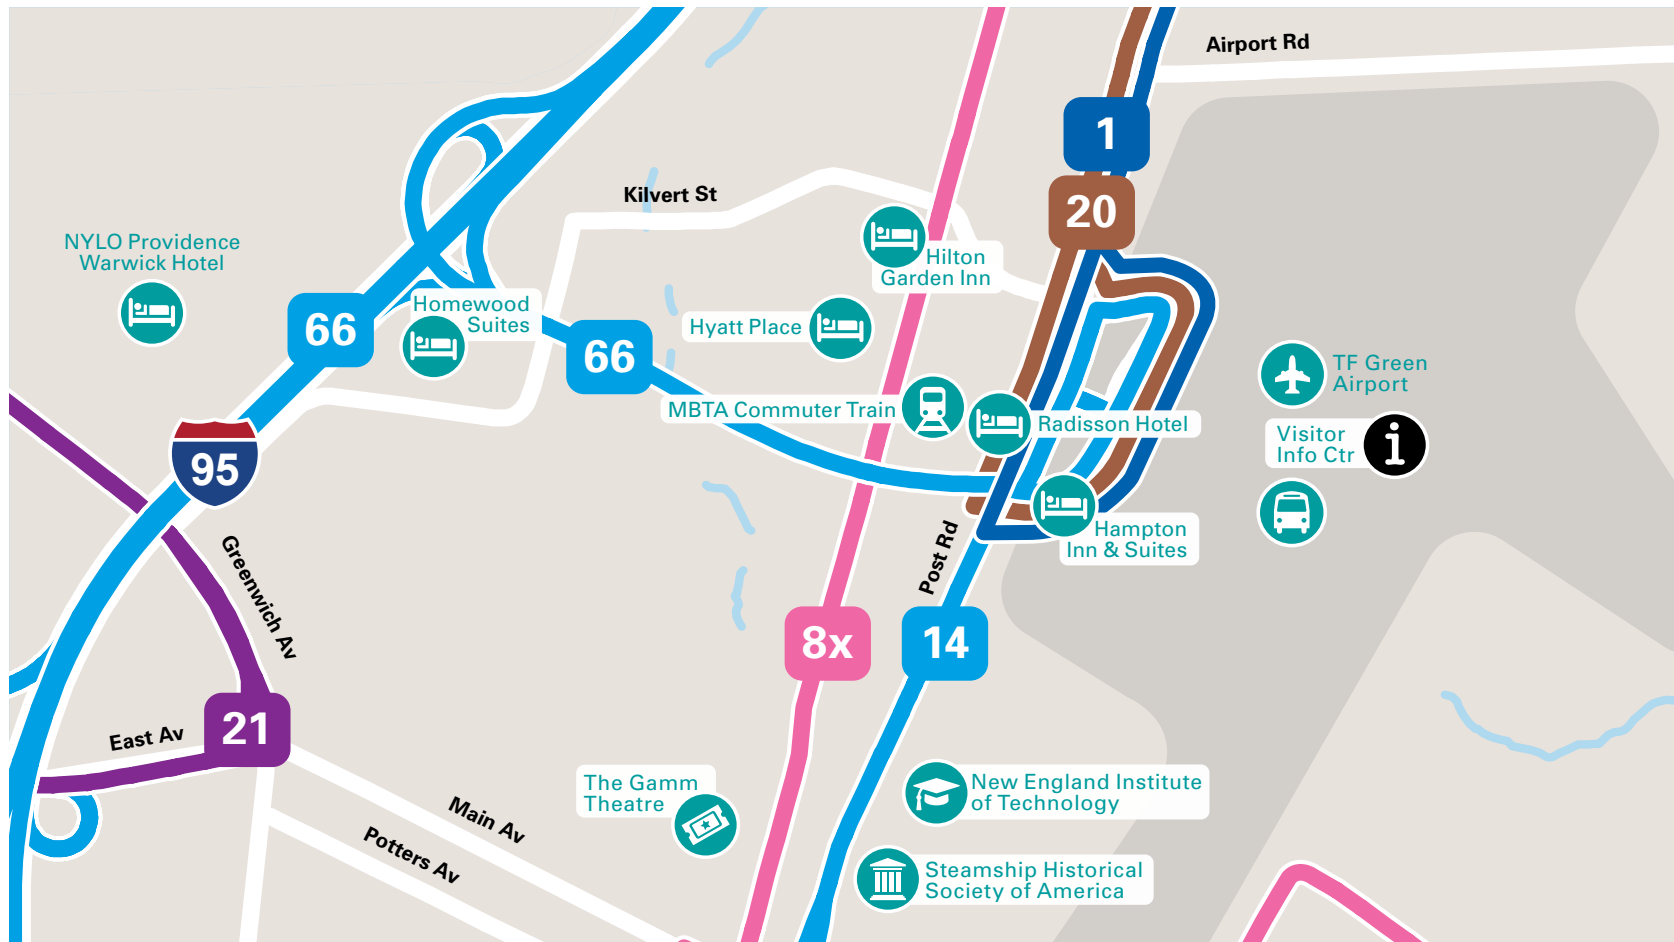 Airport Rd
1
20
Kilvert St
NYLO Providence
Warwick Hotel
Hilton
Garden Inn
Homewood
Suites
66
66
Hyatt Place
TF Green
Airport
MBTA Commuter Train
Radisson Hotel
Visitor
Info Ctr
i
95
Hampton
Inn & Suites
Post Rd
Greenwich Av
8x
14
21
East Av
The Gamm
Theatre
New England Institute
of Technology
Main Av
Potters Av
Steamship Historical
Society of America